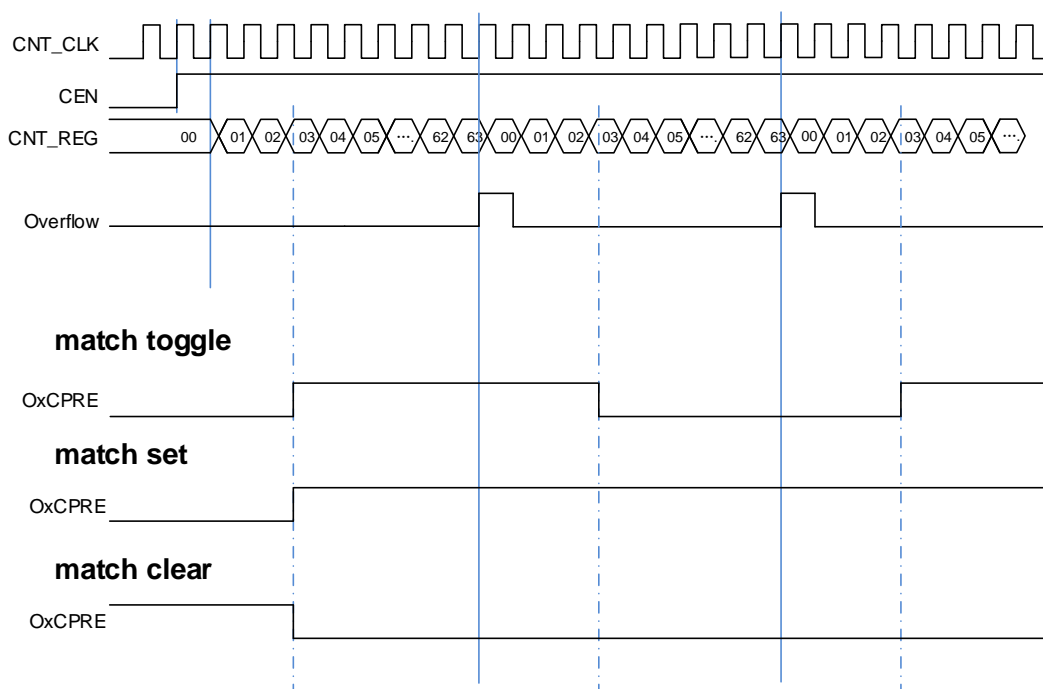 CNT_CLK
CEN
CNT_REG 00 01 02 03 04 05 ···. 62 63 00 01 02 03 04 05 ···. 62 63 00 01 02 03 04 05 ···.
Overflow
match toggle
OxCPRE
match set
OxCPRE
match clear
OxCPRE